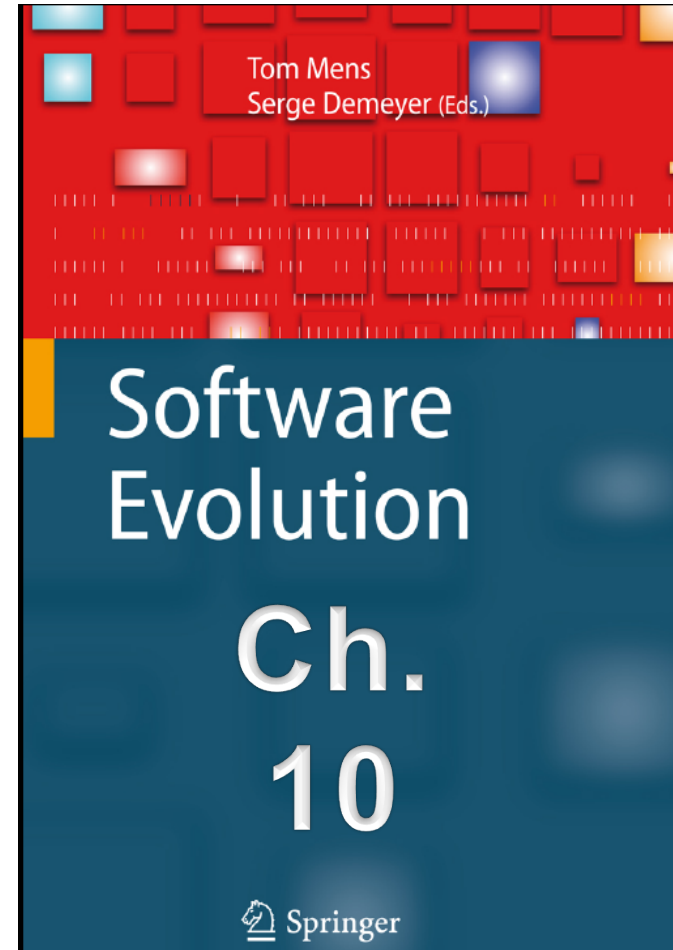 Tom Mens
Serge Demeyer (Eds.)
Software
Evolution
Ch.
10
Springer